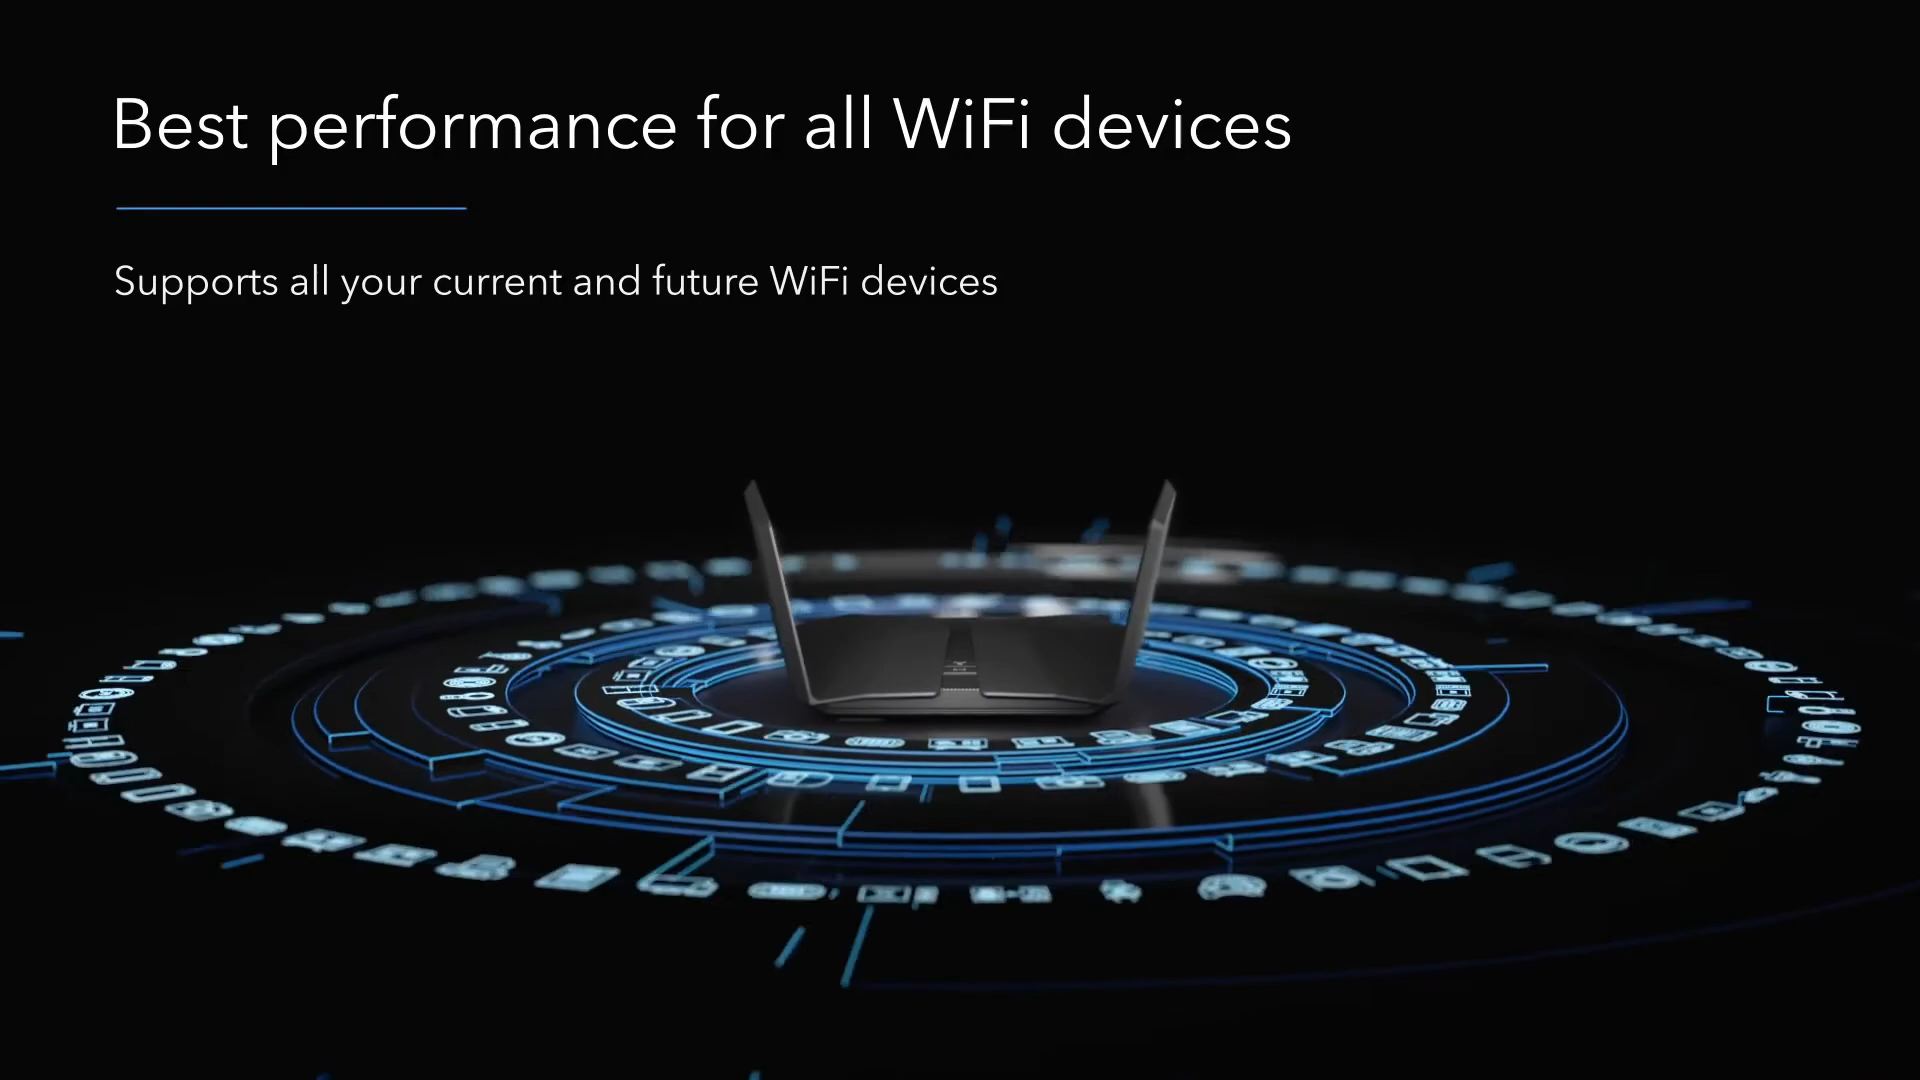 Best performance for all WiFi devices
Supports all your current and future WiFi devices